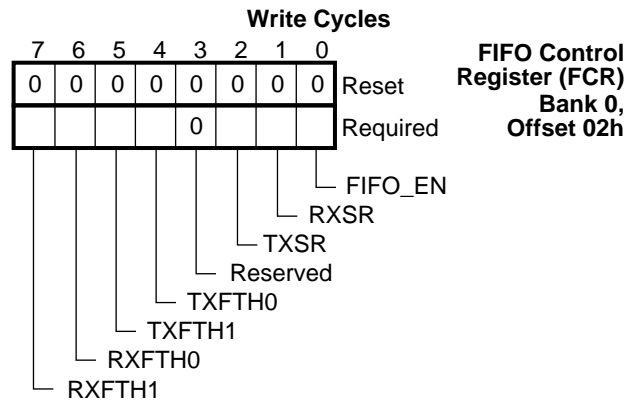 Write Cycles
7 6 5 4 3 2 1 0
FIFO Control
Register (FCR)
Bank 0,
Offset 02h
0 0 0 0 0 0 0 0 Reset
0 Required
FIFO_EN
RXSR
TXSR
Reserved
TXFTH0
TXFTH1
RXFTH0
RXFTH1